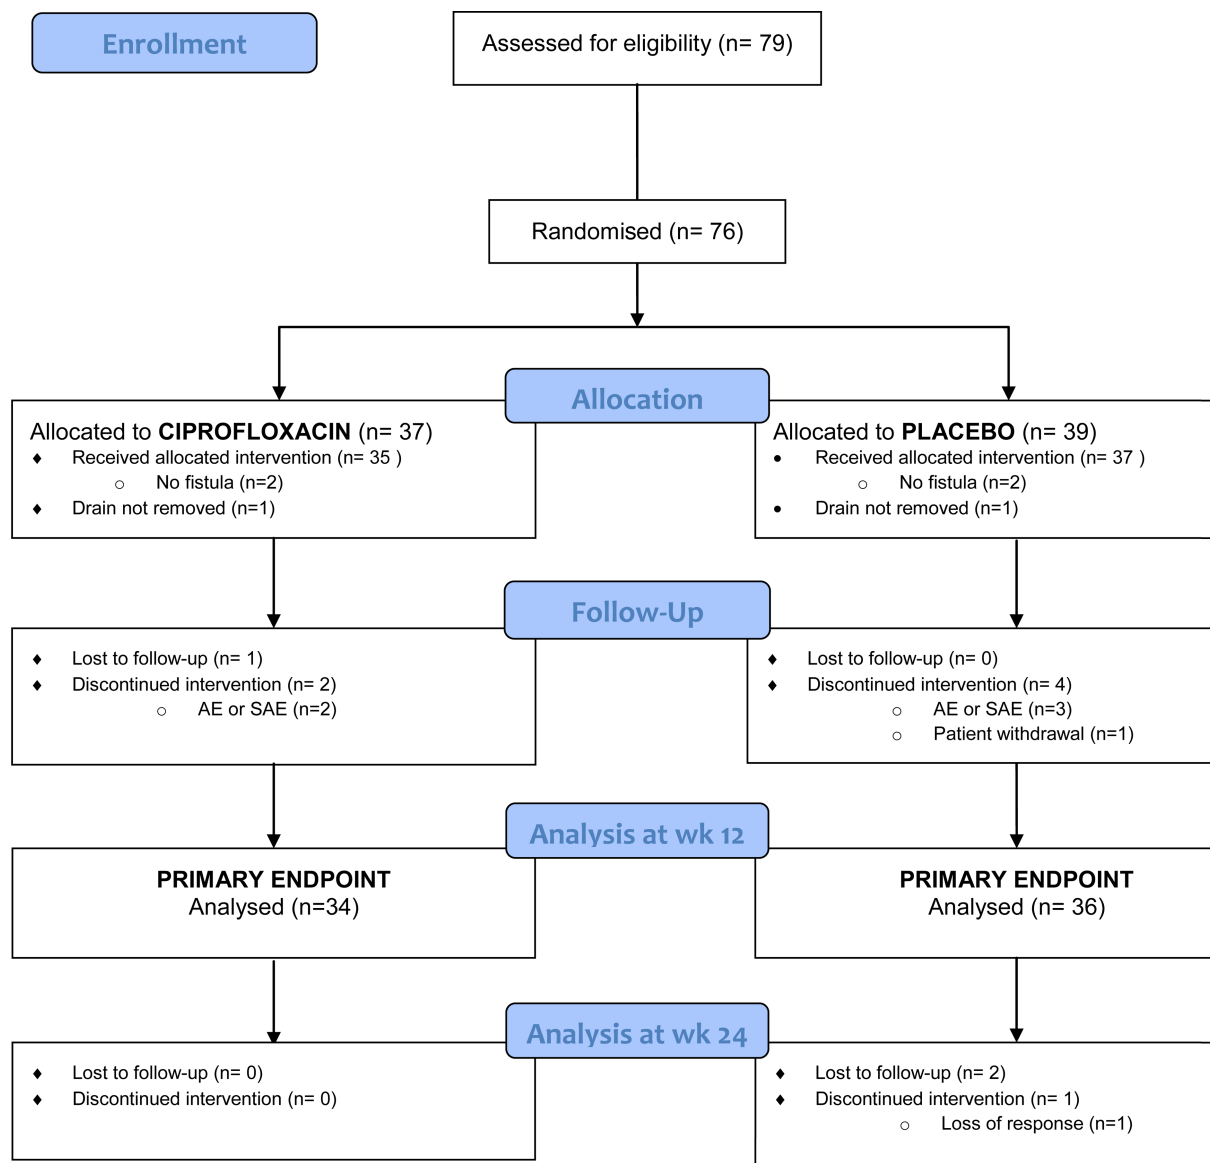 Enrollment
Assessed for eligibility (n= 79)
Randomised (n= 76)
Allocation
Allocated to CIPROFLOXACIN (n= 37)
♦ Received allocated intervention (n= 35 )
o No fistula (n=2)
♦ Drain not removed (n=1)
Allocated to PLACEBO (n= 39)
• Received allocated intervention (n= 37 )
o No fistula (n=2)
• Drain not removed (n=1)
Follow-Up
♦ Lost to follow-up (n= 1)
♦ Discontinued intervention (n= 2)
o AE or SAE (n=2)
♦ Lost to follow-up (n= 0)
♦ Discontinued intervention (n= 4)
o AE or SAE (n=3)
o Patient withdrawal (n=1)
Analysis at wk 12
PRIMARY ENDPOINT
Analysed (n=34)
PRIMARY ENDPOINT
Analysed (n= 36)
Analysis at wk 24
♦ Lost to follow-up (n= 0)
♦ Discontinued intervention (n= 0)
♦ Lost to follow-up (n= 2)
♦ Discontinued intervention (n= 1)
o Loss of response (n=1)